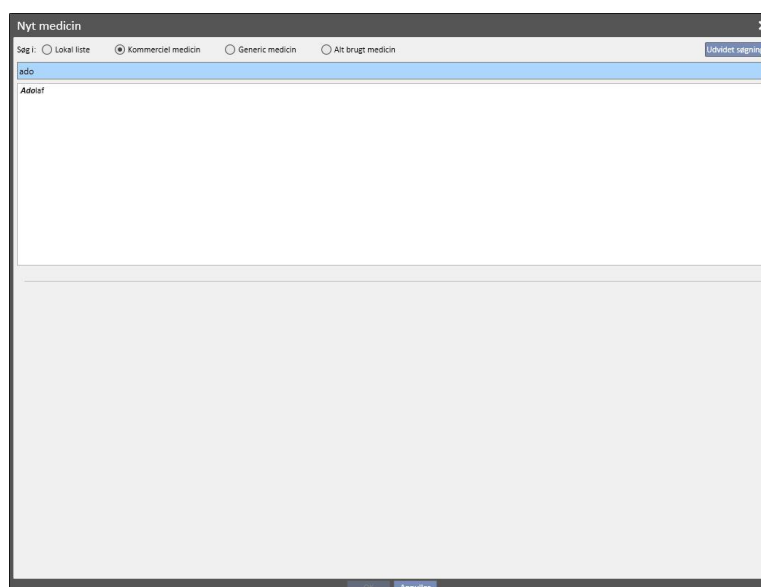 Nyt medicin
Søg i: Lokal liste Kommerciel medicin Generic medicin Alt brugt medicin Udvidet søgning
ado
Adolaf
Annuller